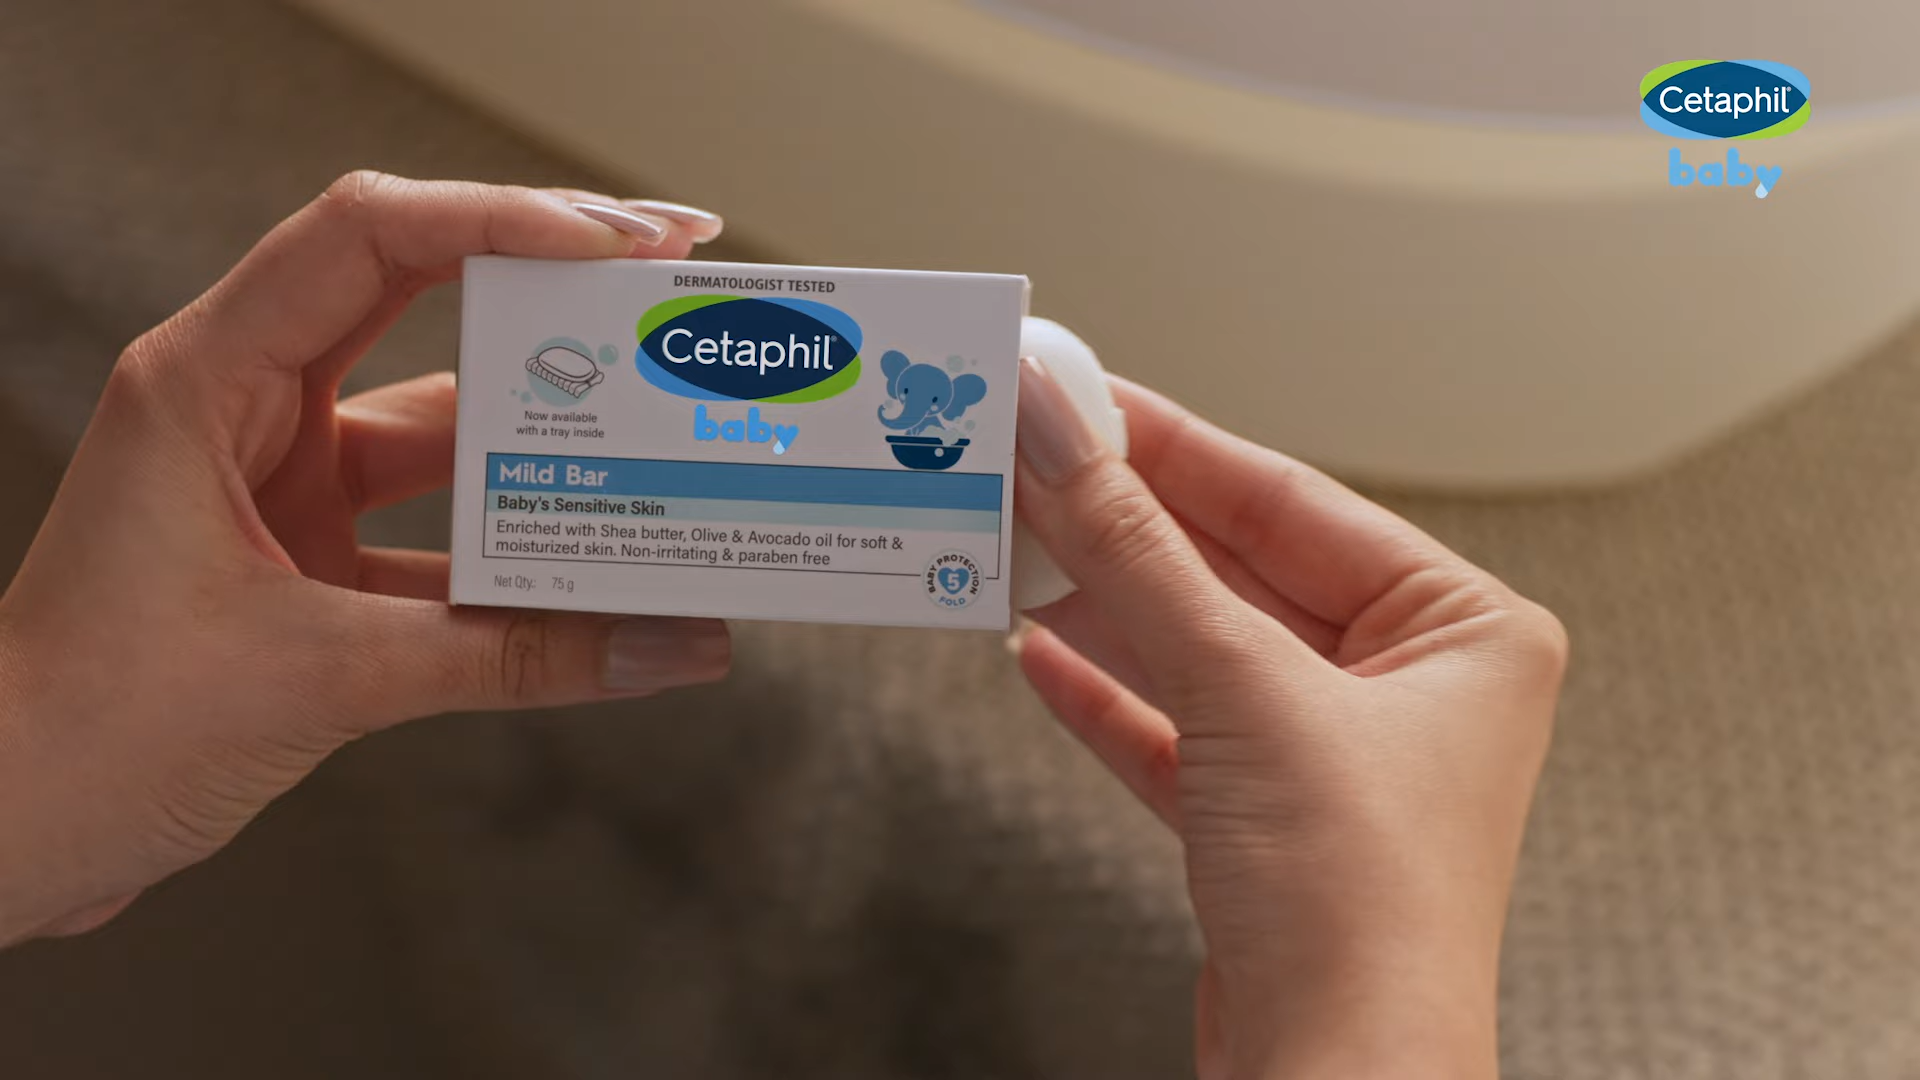 Cetaphil
baby
DERMATOLOGIST TESTED
Cetaphil
baby
Now available
with a tray inside
Mild Bar
Baby's Sensitive Skin
Enriched with Shea butter, Olive & Avocado oil for soft &
moisturized skin. Non-irritating & paraben free
Net Qty.: 75 g
BABY PROTECTION
5
FOLD